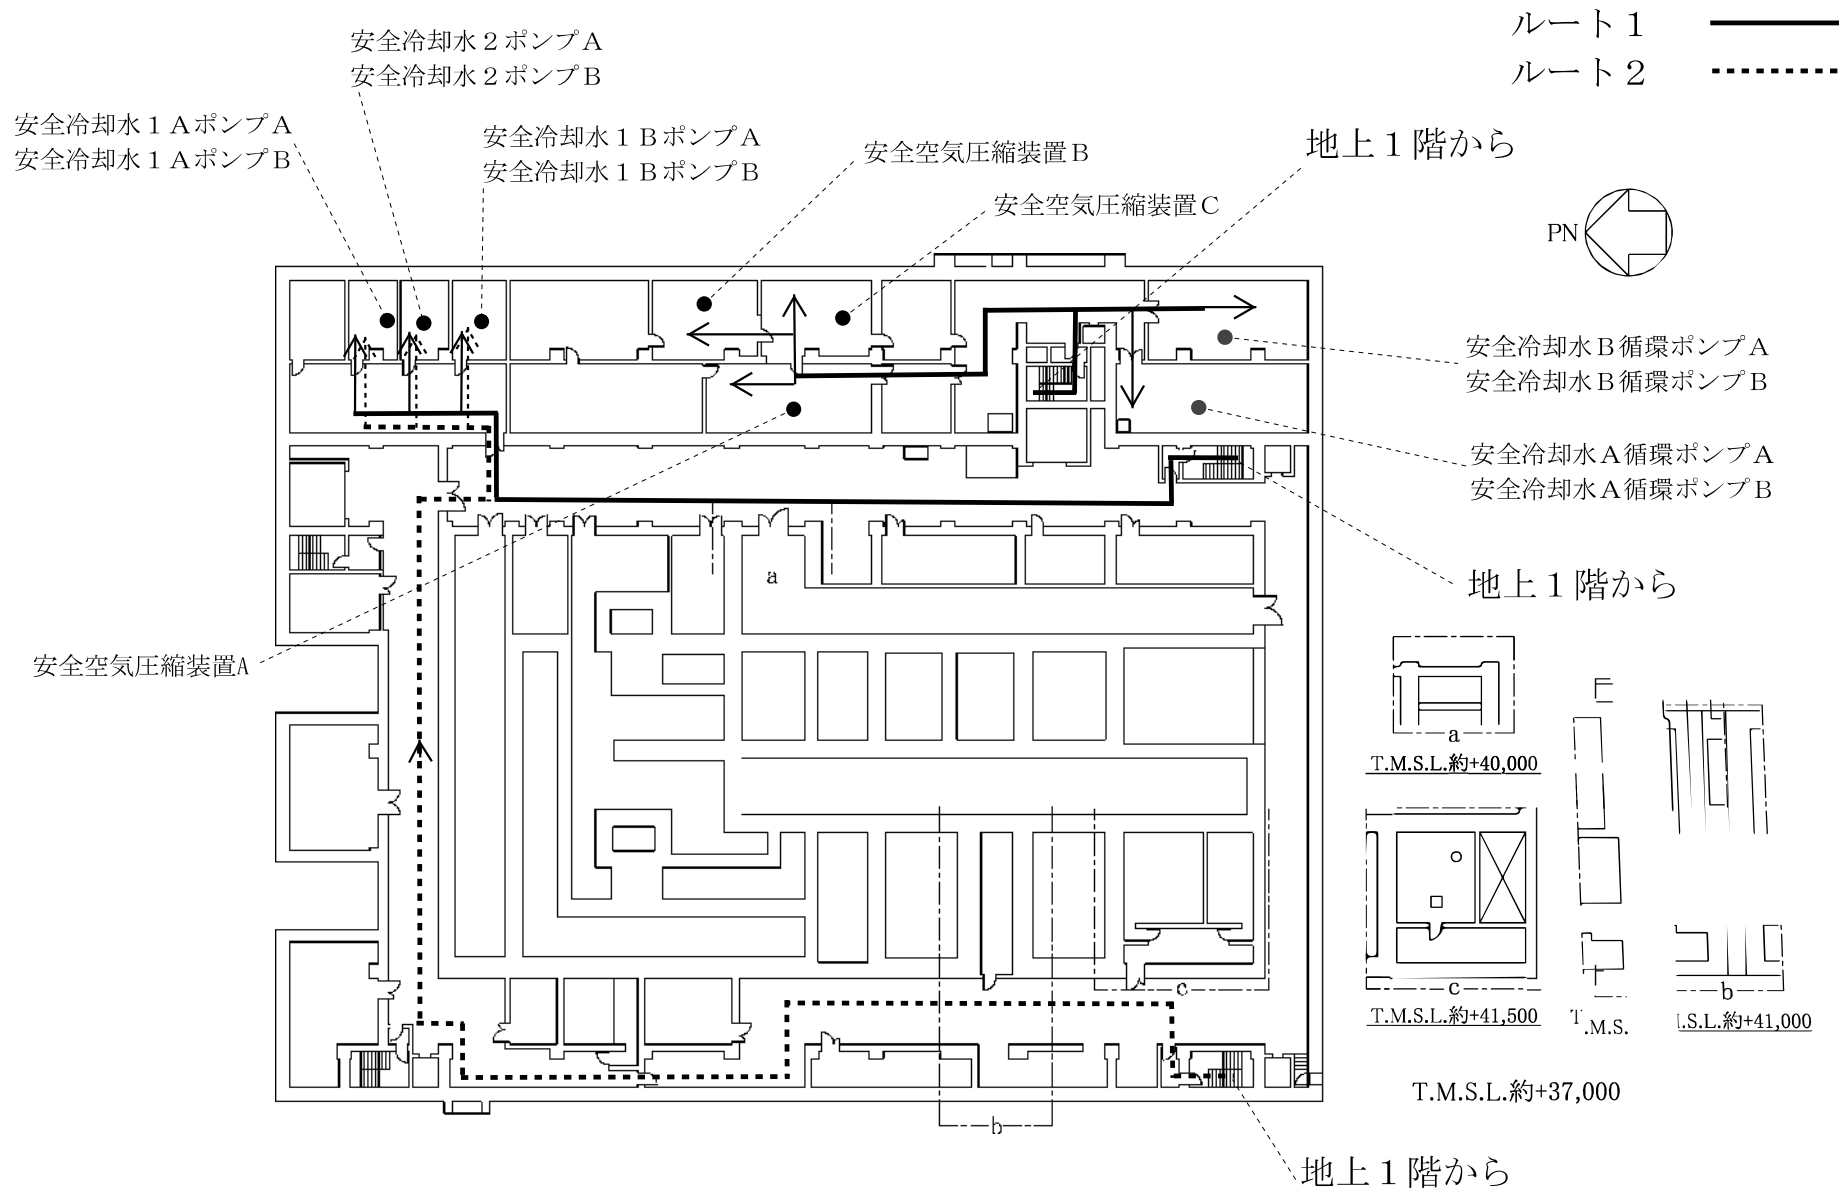 ルート１
ルート２
安全冷却水２ポンプＡ
安全冷却水２ポンプＢ
安全冷却水１Ａポンプ Ａ
安全冷却水１Ａポンプ Ｂ
安全冷却水１Ｂポンプ Ａ
安全冷却水１Ｂポンプ Ｂ
安全空気圧縮装置Ｂ
地上１階から
安全空気圧縮装置Ｃ
PN
安全冷却水Ｂ循環ポンプＡ
安全冷却水Ｂ循環ポンプＢ
安全冷却水Ａ循環ポンプＡ
安全冷却水Ａ循環ポンプＢ
a
地上１階から
安全空気圧縮装置A
a
T.M.S.L.約+40,000
c
c
b
T.M.S.L.約+41,500
T.M.S.
.S.L.約+41,000
T.M.S.L.約+37,000
b
地上１階から